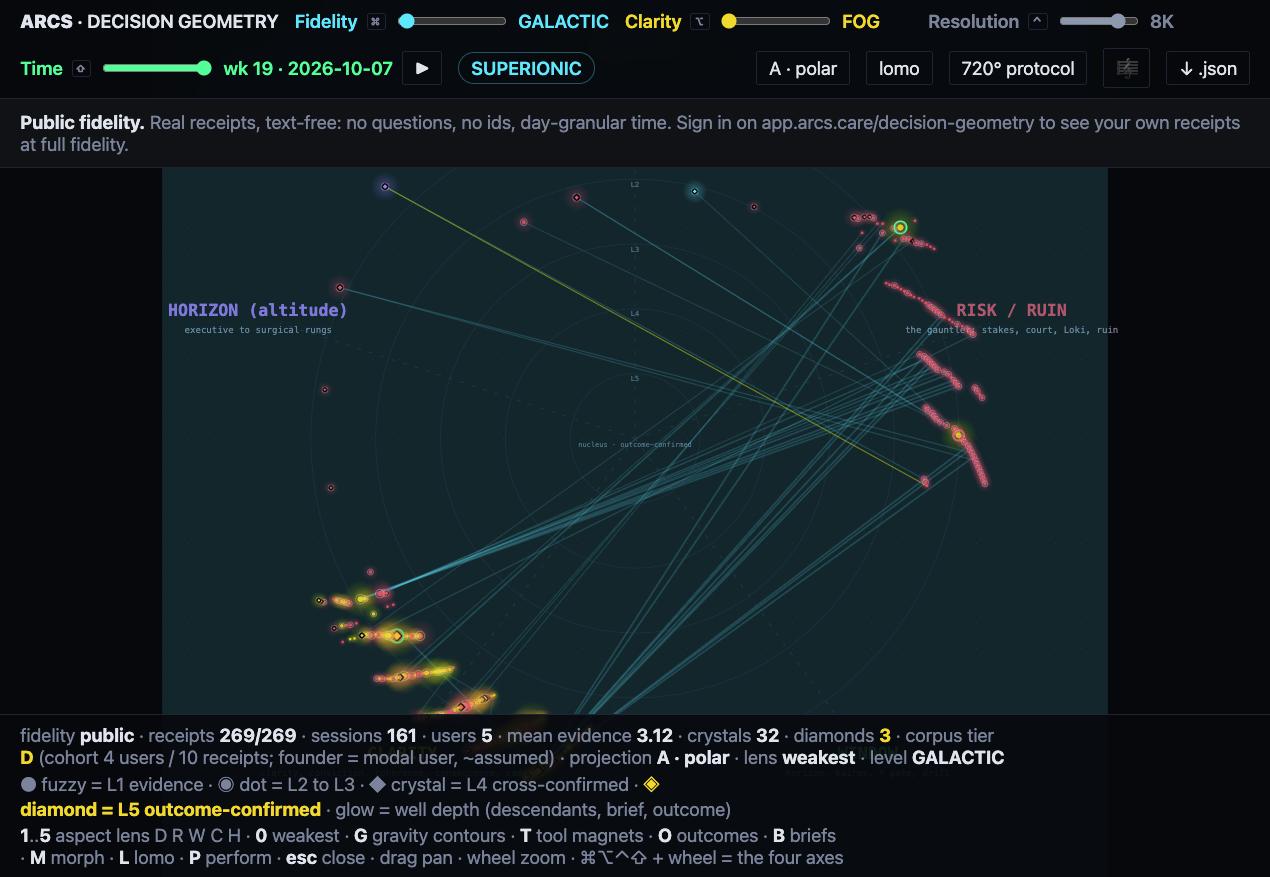 ARCS · DECISION GEOMETRY Fidelity ⌘ GALACTIC Clarity ⌥ FOG Resolution ^ 8K
Time ⇧ wk 19 · 2026-10-07 ▶ SUPERIONIC A · polar lomo 720° protocol 🎼 ↓ .json
Public fidelity. Real receipts, text-free: no questions, no ids, day-granular time. Sign in on app.arcs.care/decision-geometry to see your own receipts
at full fidelity.
L2
L3
L4
L5
HORIZON (altitude)
executive to surgical rungs
RISK / RUIN
the gauntlet: stakes, court, Loki, ruin
nucleus · outcome-confirmed
fidelity public · receipts 269/269 · sessions 161 · users 5 · mean evidence 3.12 · crystals 32 · diamonds 3 · corpus tier
D (cohort 4 users / 10 receipts; founder = modal user, ~assumed) · projection A · polar · lens weakest · level GALACTIC
● fuzzy = L1 evidence · ◉ dot = L2 to L3 · ◆ crystal = L4 cross-confirmed · ◈
diamond = L5 outcome-confirmed · glow = well depth (descendants, brief, outcome)
1..5 aspect lens D R W C H · 0 weakest · G gravity contours · T tool magnets · O outcomes · B briefs
· M morph · L lomo · P perform · esc close · drag pan · wheel zoom · ⌘⌥^⇧ + wheel = the four axes